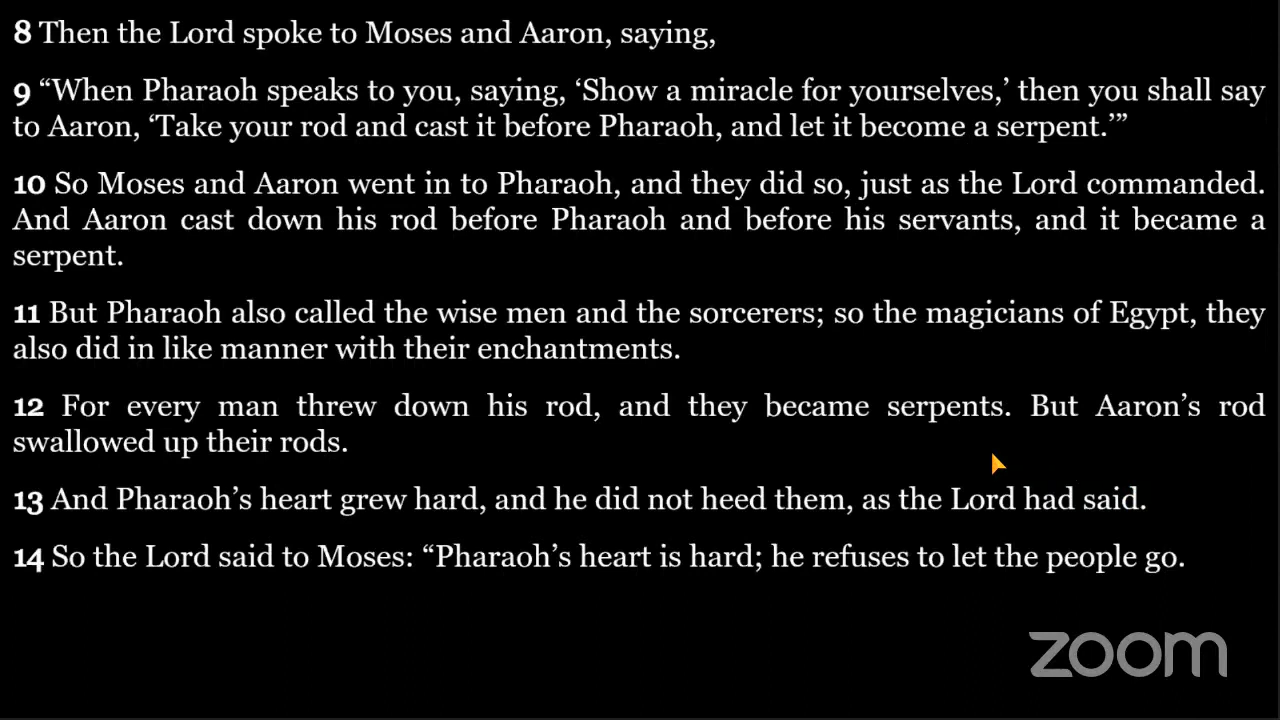 8 Then the Lord spoke to Moses and Aaron, saying,
9 “When Pharaoh speaks to you, saying, ‘Show a miracle for yourselves,’ then you shall say
to Aaron, ‘Take your rod and cast it before Pharaoh, and let it become a serpent.’”
10 So Moses and Aaron went in to Pharaoh, and they did so, just as the Lord commanded.
And Aaron cast down his rod before Pharaoh and before his servants, and it became a
serpent.
11 But Pharaoh also called the wise men and the sorcerers; so the magicians of Egypt, they
also did in like manner with their enchantments.
12 For every man threw down his rod, and they became serpents. But Aaron’s rod
swallowed up their rods.
13 And Pharaoh’s heart grew hard, and he did not heed them, as the Lord had said.
14 So the Lord said to Moses: “Pharaoh’s heart is hard; he refuses to let the people go.
zoom